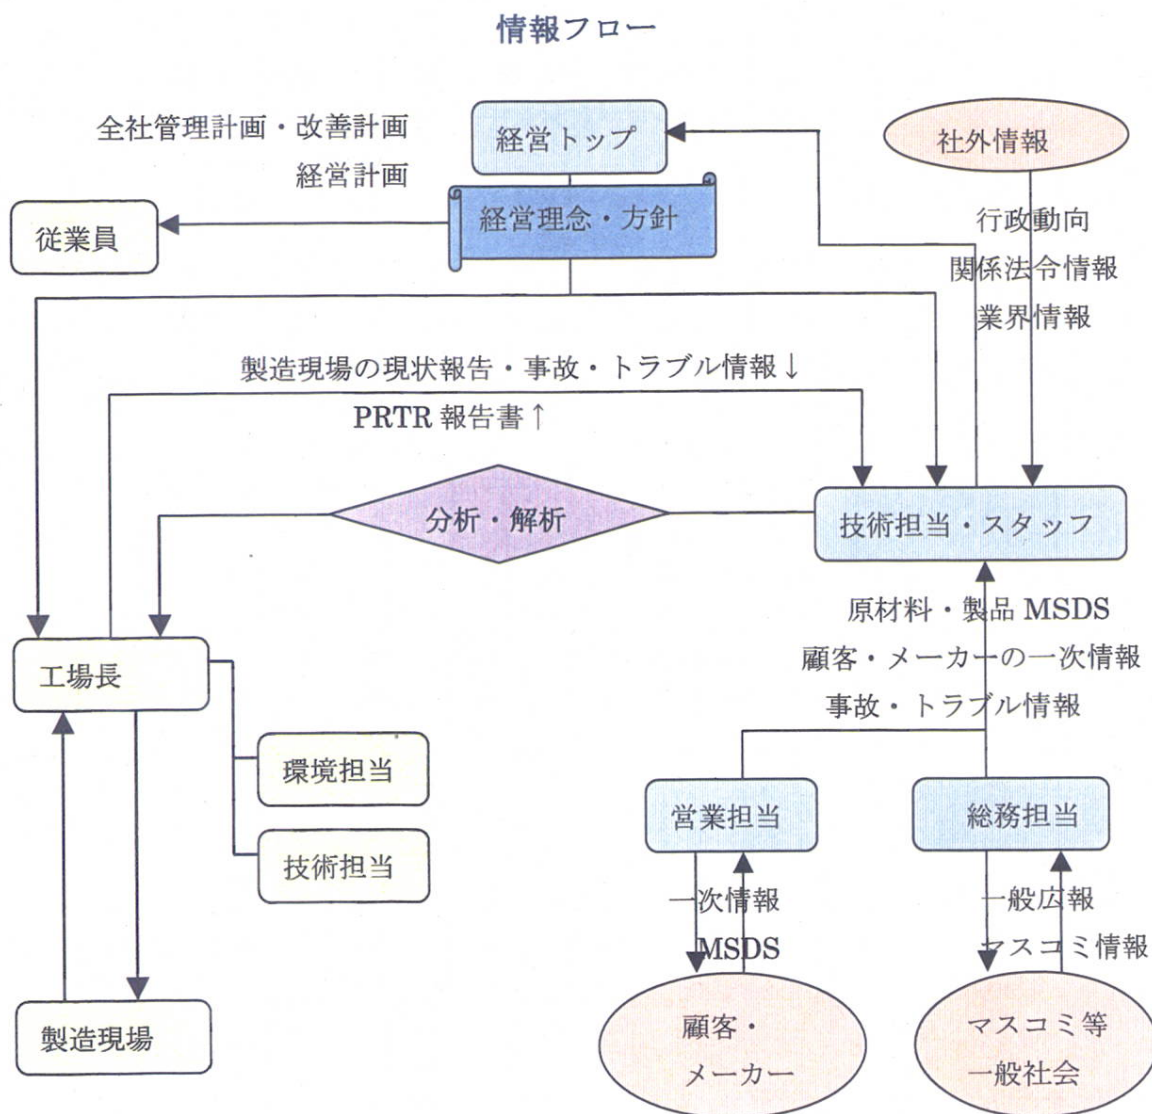 情報フロー
全社管理計画・改善計画
経営計画
経営トップ
社外情報
経営理念・方針
従業員
行政動向
関係法令情報
業界情報
製造現場の現状報告・事故・トラブル情報↓
PRTR 報告書↑
分析・解析
技術担当・スタッフ
原材料・製品 MSDS
顧客・メーカーの一次情報
事故・トラブル情報
工場長
環境担当
技術担当
営業担当
総務担当
一次情報
MSDS
一般広報
マスコミ情報
製造現場
顧客・
メーカー
マスコミ等
一般社会